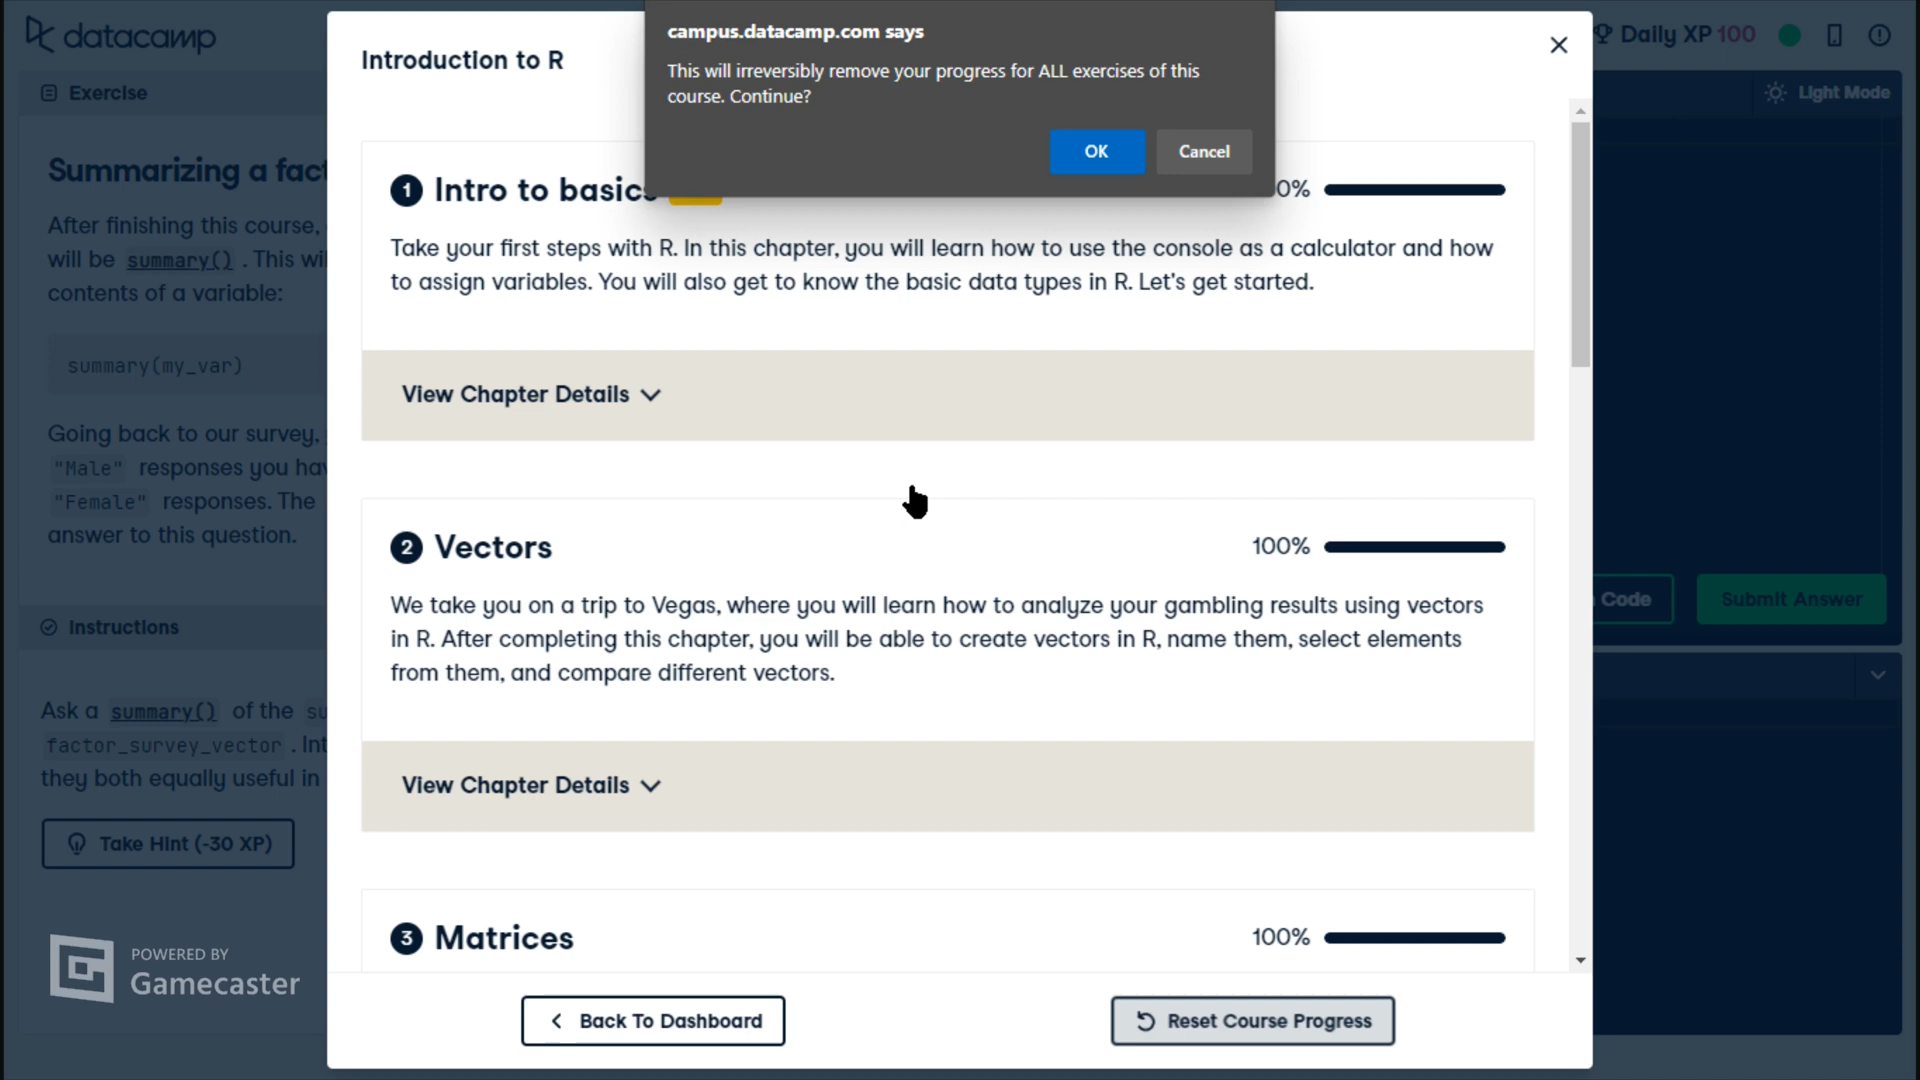 datacamp
Daily XP 100
Exercise
Light Mode
Summarizing a fact
After finishing this course,
will be summary() . This wil
contents of a variable:
summary(my_var)
Going back to our survey,
"Male" responses you hav
"Female" responses. The
answer to this question.
Instructions
Ask a summary() of the su
factor_survey_vector . Int
they both equally useful in
Take Hint (-30 XP)
POWERED BY
Gamecaster
Introduction to R
campus.datacamp.com says
This will irreversibly remove your progress for ALL exercises of this
course. Continue?
OK
Cancel
1 Intro to basics
0%
Take your first steps with R. In this chapter, you will learn how to use the console as a calculator and how
to assign variables. You will also get to know the basic data types in R. Let's get started.
View Chapter Details
2 Vectors
100%
We take you on a trip to Vegas, where you will learn how to analyze your gambling results using vectors
in R. After completing this chapter, you will be able to create vectors in R, name them, select elements
from them, and compare different vectors.
View Chapter Details
3 Matrices
100%
Back To Dashboard
Reset Course Progress
Code
Submit Answer